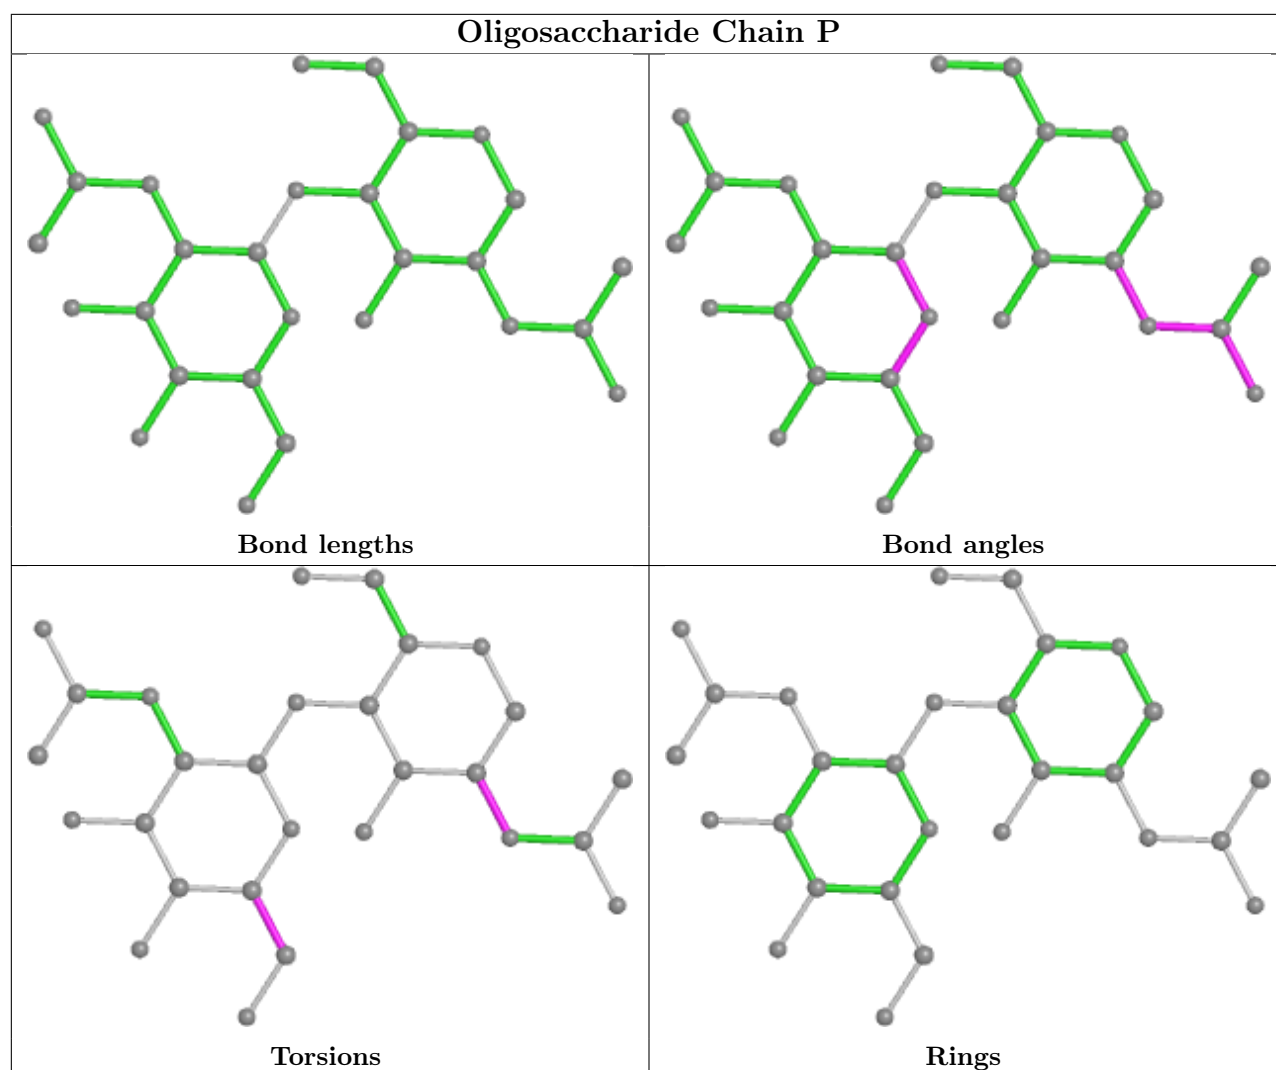 Oligosaccharide Chain P
Bond lengths
Bond angles
Torsions
Rings